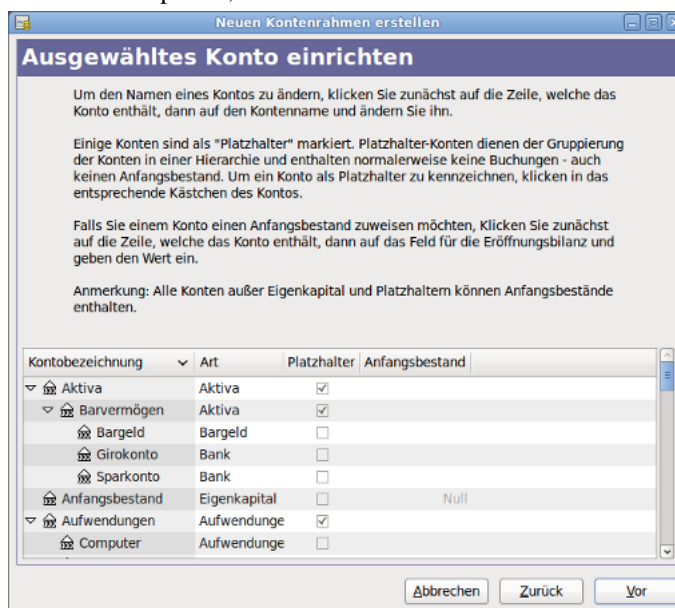 Neuen Kontenrahmen erstellen
Ausgewähltes Konto einrichten
Um den Namen eines Kontos zu ändern, klicken Sie zunächst auf die Zeile, welche das
Konto enthält, dann auf den Kontenname und ändern Sie ihn.
Einige Konten sind als "Platzhalter" markiert. Platzhalter-Konten dienen der Gruppierung
der Konten in einer Hierarchie und enthalten normalerweise keine Buchungen - auch
keinen Anfangsbestand. Um ein Konto als Platzhalter zu kennzeichnen, klicken in das
entsprechende Kästchen des Kontos.
Falls Sie einem Konto einen Anfangsbestand zuweisen möchten, Klicken Sie zunächst
auf die Zeile, welche das Konto enthält, dann auf das Feld für die Eröffnungsbilanz und
geben den Wert ein.
Anmerkung: Alle Konten außer Eigenkapital und Platzhaltern können Anfangsbestände
enthalten.
Kontobezeichnung Art Platzhalter Anfangsbestand
Aktiva Aktiva
Barvermögen Aktiva
Bargeld Bargeld
Girokonto Bank
Sparkonto Bank
Anfangsbestand Eigenkapital Null
Aufwendungen Aufwendunge
Computer Aufwendunge
Abbrechen Zurück Vor